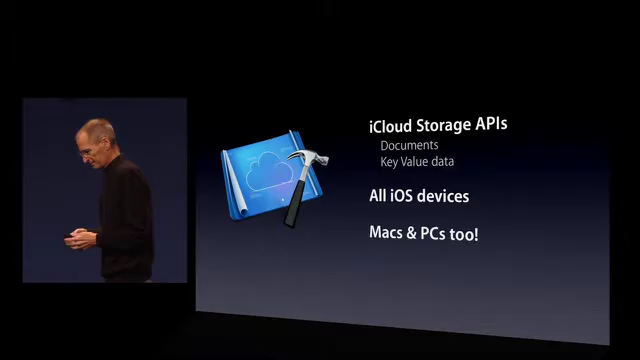 iCloud Storage APIs
Documents
Key Value data
All iOS devices
Macs & PCs too!